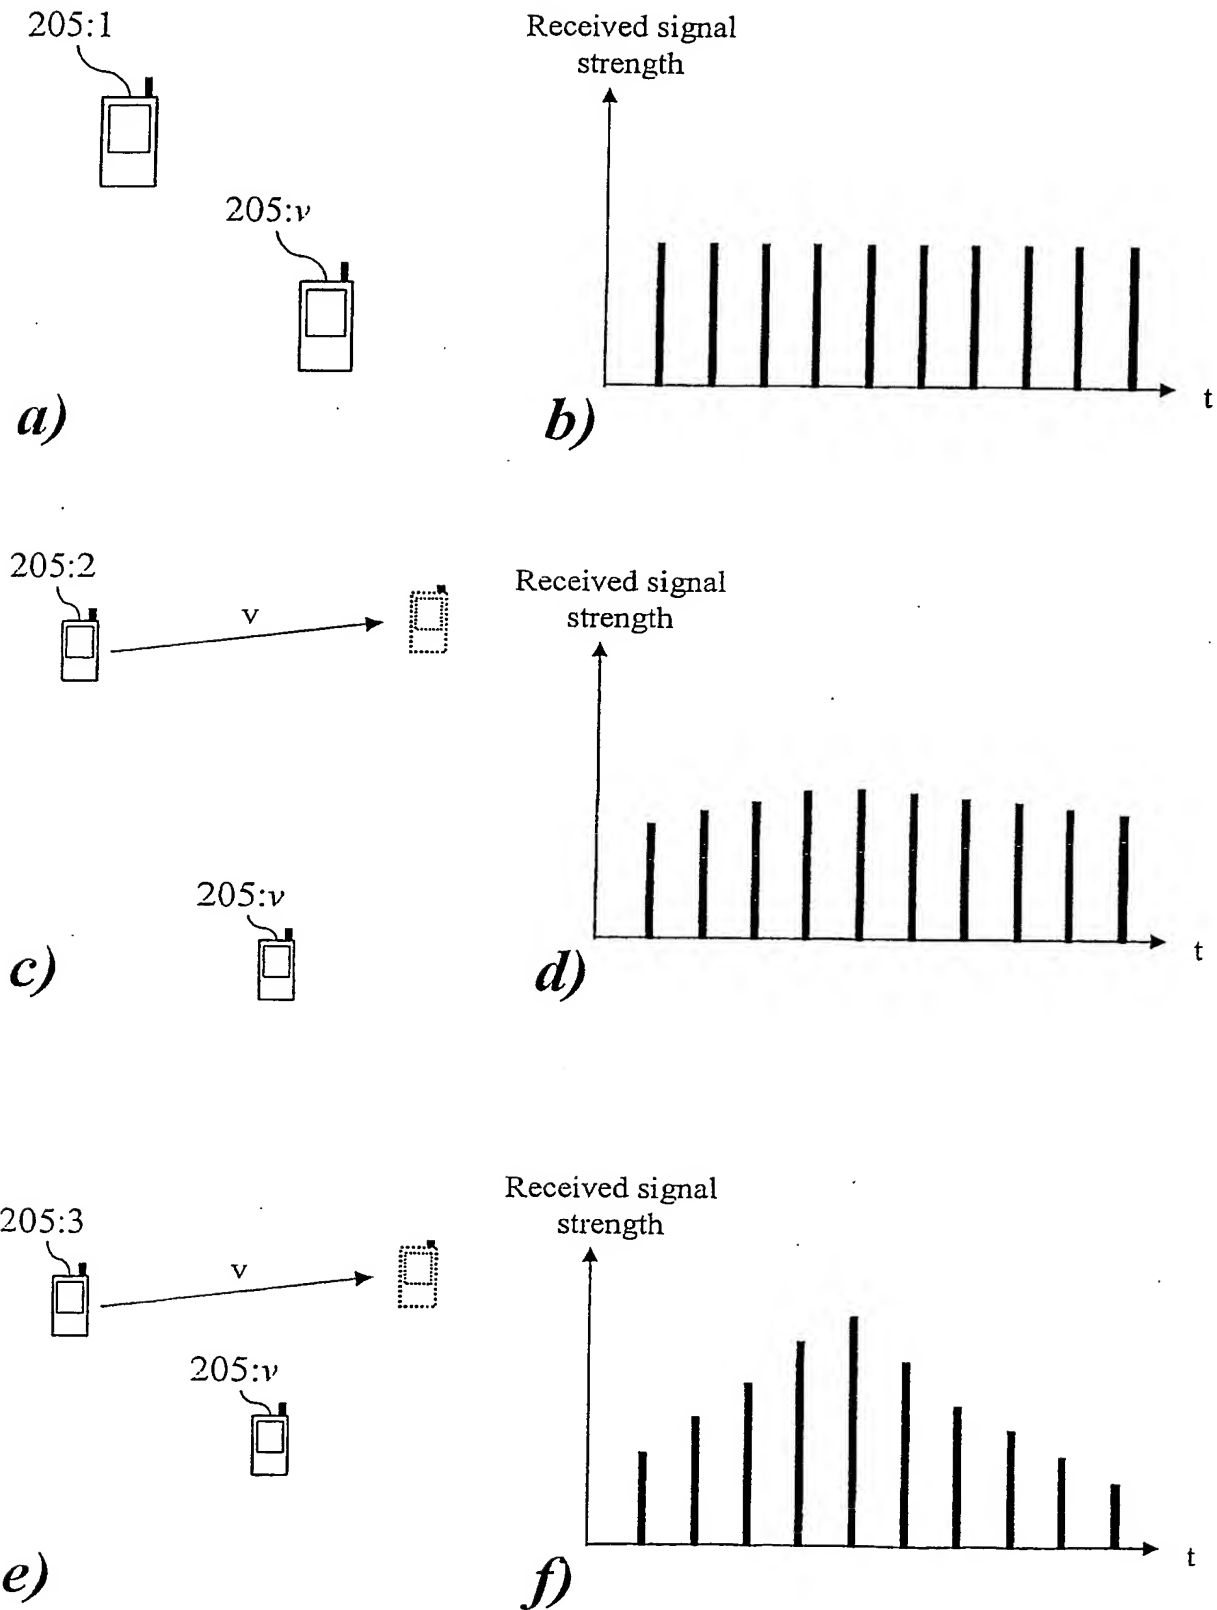 205:1
205:ν
a)
Received signal
strength
t
b)
205:2
v
205:ν
c)
Received signal
strength
t
d)
205:3
v
205:ν
e)
Received signal
strength
t
f)